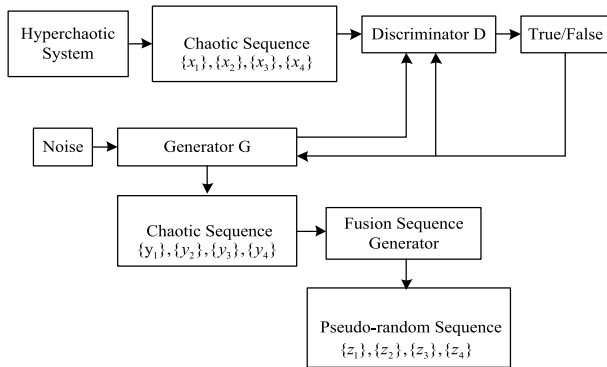 Hyperchaotic
System
Chaotic Sequence
{x₁},{x₂},{x₃},{x₄}
Discriminator D
True/False
Noise
Generator G
Chaotic Sequence
{y₁},{y₂},{y₃},{y₄}
Fusion Sequence
Generator
Pseudo-random Sequence
{z₁},{z₂},{z₃},{z₄}